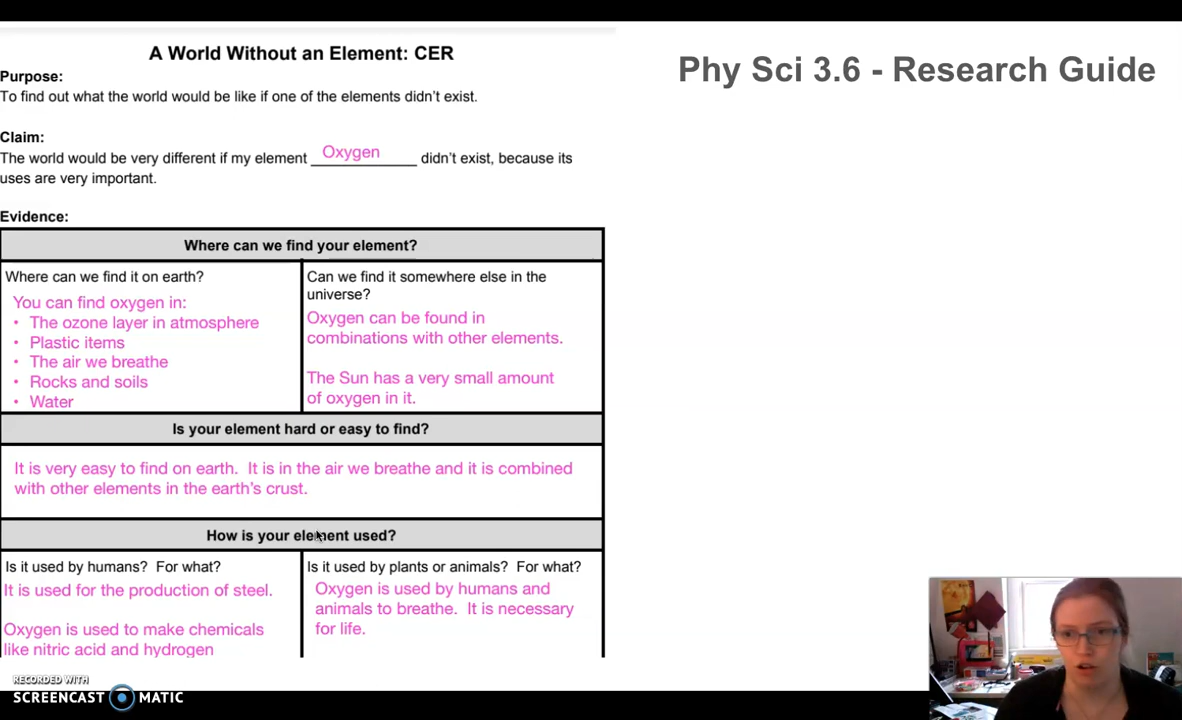 A World Without an Element: CER
Phy Sci 3.6 - Research Guide
Purpose:
To find out what the world would be like if one of the elements didn't exist.
Claim:
The world would be very different if my element Oxygen didn't exist, because its
uses are very important.
Evidence:
Where can we find your element?
Where can we find it on earth?
You can find oxygen in:
• The ozone layer in atmosphere
• Plastic items
• The air we breathe
• Rocks and soils
• Water
Can we find it somewhere else in the
universe?
Oxygen can be found in
combinations with other elements.
The Sun has a very small amount
of oxygen in it.
Is your element hard or easy to find?
It is very easy to find on earth. It is in the air we breathe and it is combined
with other elements in the earth's crust.
How is your element used?
Is it used by humans? For what?
It is used for the production of steel.
Oxygen is used to make chemicals
like nitric acid and hydrogen
Is it used by plants or animals? For what?
Oxygen is used by humans and
animals to breathe. It is necessary
for life.
RECORDED WITH
SCREENCAST MATIC